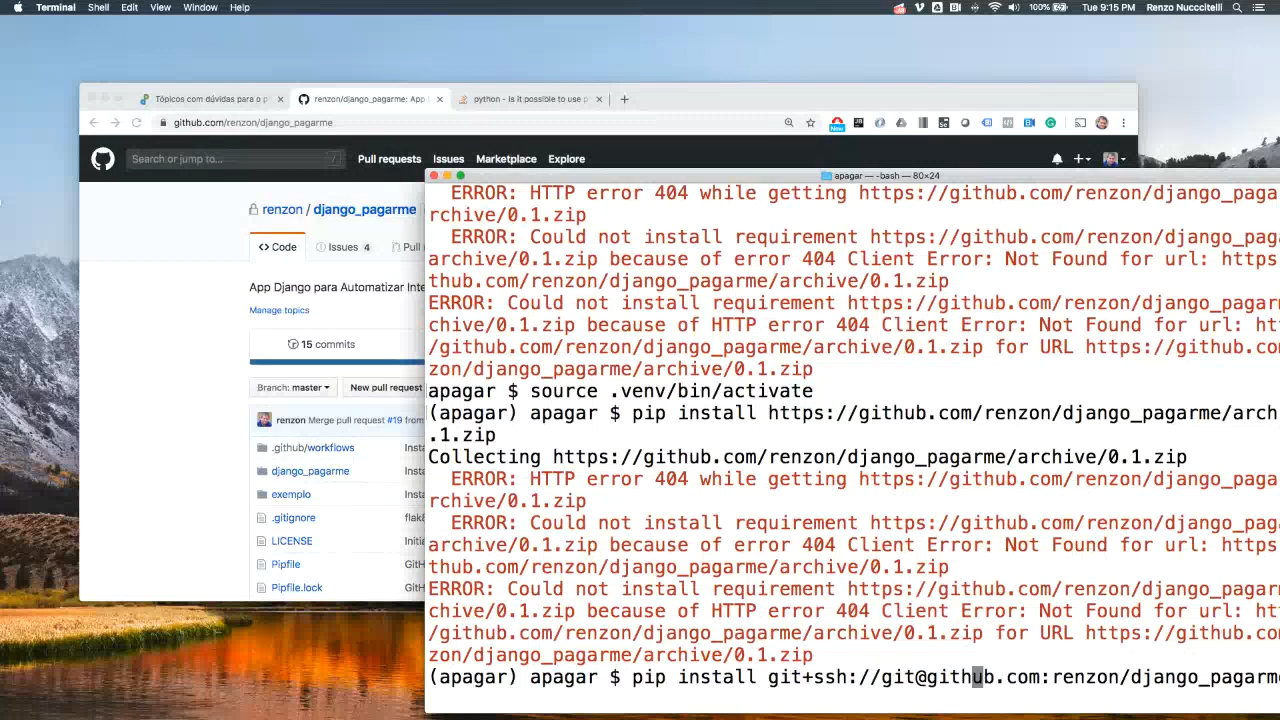 Terminal Shell Edit View Window Help 100% Tue 9:15 PM Renzo Nuccitelli
Tópicos com dúvidas para o p
renzon/django_pagarme: App
python - Is it possible to use p
github.com/renzon/django_pagarme
New
Search or jump to... / Pull requests Issues Marketplace Explore
renzon / django_pagarme
Code Issues 4 Pull
App Django para Automatizar Inte
Manage topics
15 commits
Branch: master New pull request
renzon Merge pull request #19 from
.github/workflows Insta
django_pagarme Insta
exemplo Insta
.gitignore flak8
LICENSE Initia
Pipfile GitH
Pipfile.lock GitH
apagar — -bash — 80×24
ERROR: HTTP error 404 while getting https://github.com/renzon/django_paga
rchive/0.1.zip
ERROR: Could not install requirement https://github.com/renzon/django_pag
archive/0.1.zip because of error 404 Client Error: Not Found for url: https
thub.com/renzon/django_pagarme/archive/0.1.zip
ERROR: Could not install requirement https://github.com/renzon/django_pagar
chive/0.1.zip because of HTTP error 404 Client Error: Not Found for url: ht
/github.com/renzon/django_pagarme/archive/0.1.zip for URL https://github.co
zon/django_pagarme/archive/0.1.zip
apagar $ source .venv/bin/activate
(apagar) apagar $ pip install https://github.com/renzon/django_pagarme/arch
.1.zip
Collecting https://github.com/renzon/django_pagarme/archive/0.1.zip
ERROR: HTTP error 404 while getting https://github.com/renzon/django_paga
rchive/0.1.zip
ERROR: Could not install requirement https://github.com/renzon/django_pag
archive/0.1.zip because of error 404 Client Error: Not Found for url: https
thub.com/renzon/django_pagarme/archive/0.1.zip
ERROR: Could not install requirement https://github.com/renzon/django_pagar
chive/0.1.zip because of HTTP error 404 Client Error: Not Found for url: ht
/github.com/renzon/django_pagarme/archive/0.1.zip for URL https://github.co
zon/django_pagarme/archive/0.1.zip
(apagar) apagar $ pip install git+ssh://git@github.com:renzon/django_pagarme